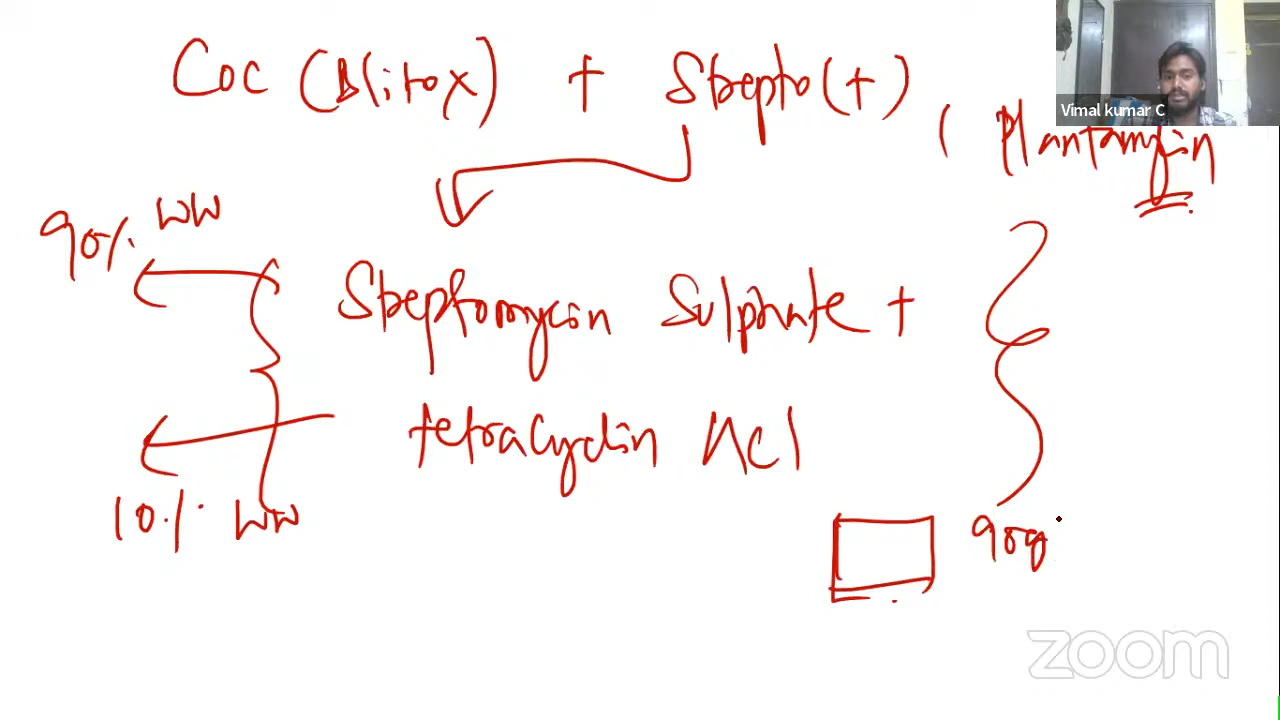 Coc (Blitox) + Strepto(+)
Vimal kumar C
( Plantamycin
90% WW
Streptomycin Sulphate +
tetracyclin HCl
10% WW
90g
zoom